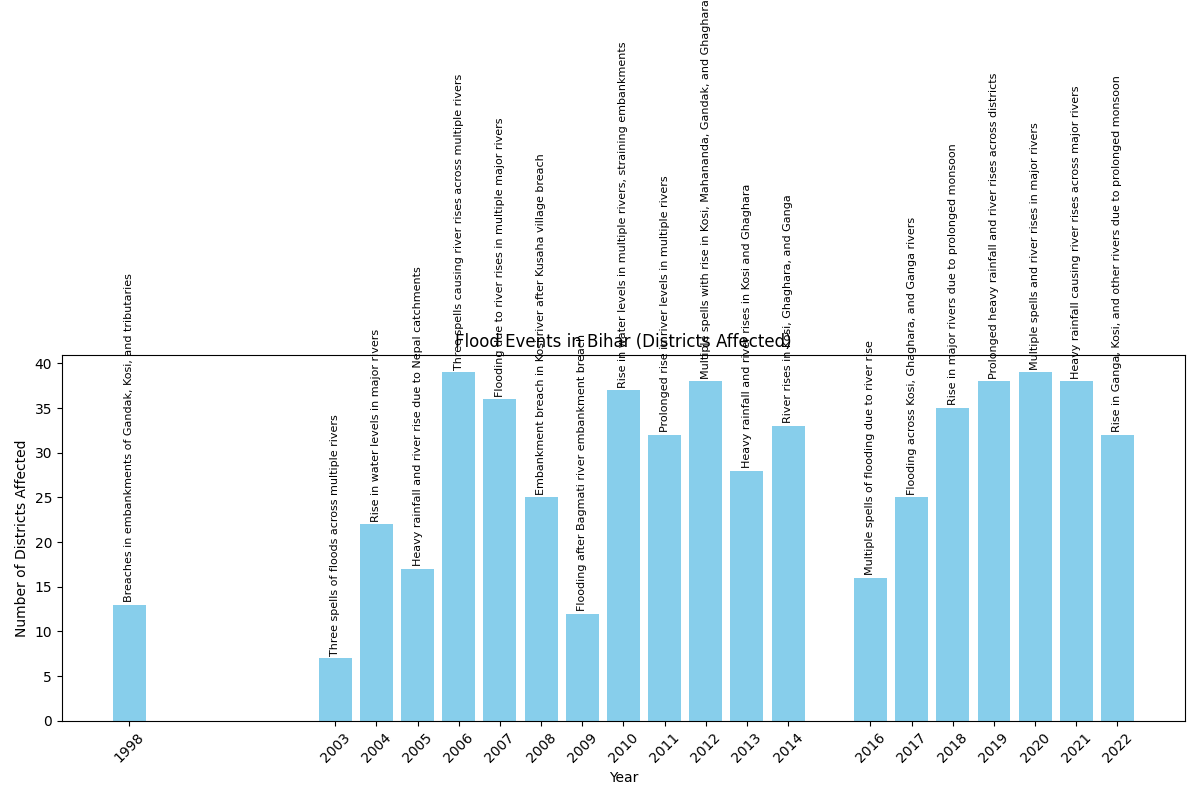 Flood Events in Bihar (Districts Affected)
Number of Districts Affected
40
35
30
25
20
15
10
5
0
Breaches in embankments of Gandak, Kosi, and tributaries
Three spells of floods across multiple rivers
Rise in water levels in major rivers
Heavy rainfall and river rise due to Nepal catchments
Three spells causing river rises across multiple rivers
Flooding due to river rises in multiple major rivers
Embankment breach in Kosi river after Kusaha village breach
Flooding after Bagmati river embankment breach
Rise in water levels in multiple rivers, straining embankments
Prolonged rise in river levels in multiple rivers
Multiple spells with rise in Kosi, Mahananda, Gandak, and Ghaghara
Heavy rainfall and river rises in Kosi and Ghaghara
River rises in Kosi, Ghaghara, and Ganga
Multiple spells of flooding due to river rise
Flooding across Kosi, Ghaghara, and Ganga rivers
Rise in major rivers due to prolonged monsoon
Prolonged heavy rainfall and river rises across districts
Multiple spells and river rises in major rivers
Heavy rainfall causing river rises across major rivers
Rise in Ganga, Kosi, and other rivers due to prolonged monsoon
1998
2003
2004
2005
2006
2007
2008
2009
2010
2011
2012
2013
2014
2016
2017
2018
2019
2020
2021
2022
Year